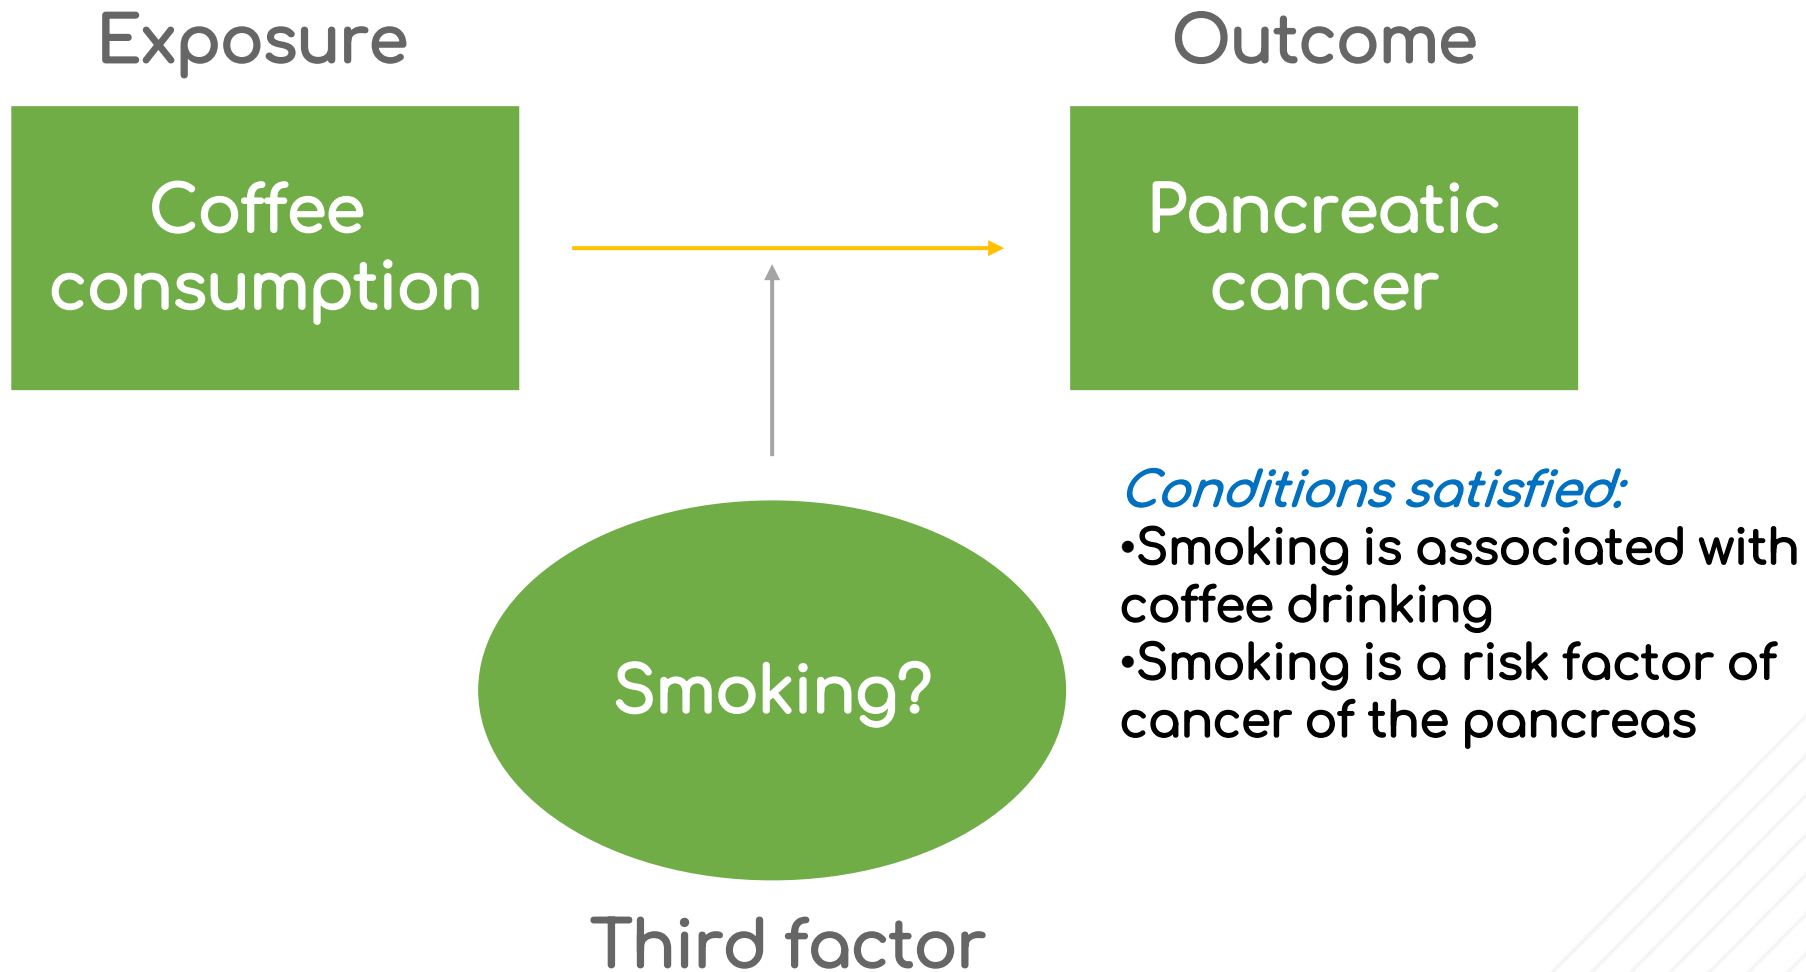 Exposure
Outcome
Coffee
consumption
Pancreatic
cancer
Smoking?
Third factor
Conditions satisfied:
•Smoking is associated with
coffee drinking
•Smoking is a risk factor of
cancer of the pancreas